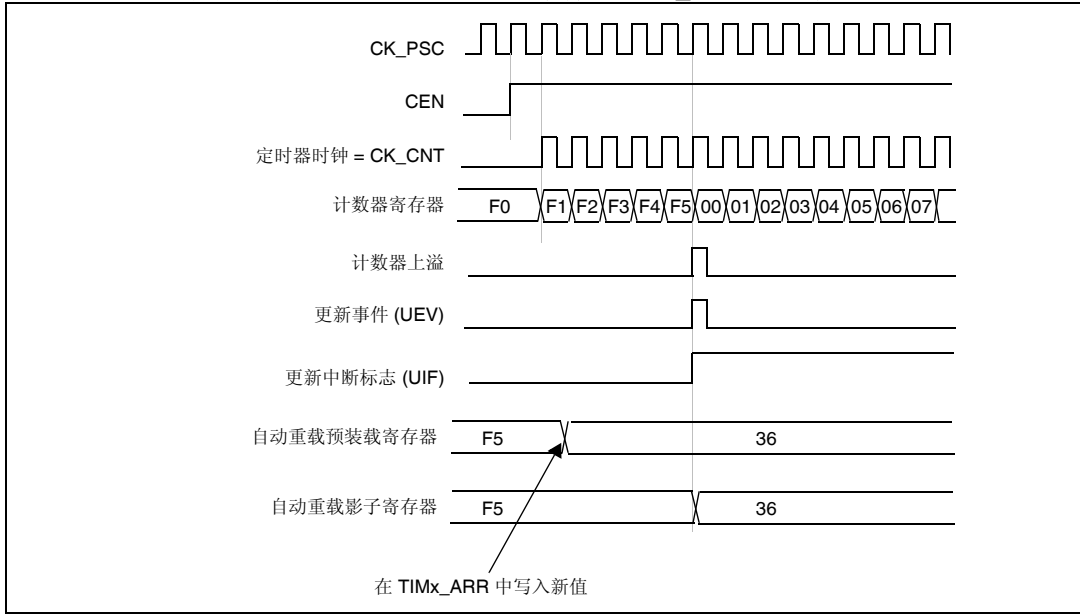 CK_PSC
CEN
定时器时钟 = CK_CNT
计数器寄存器 F0 F1 F2 F3 F4 F5 00 01 02 03 04 05 06 07
计数器上溢
更新事件 (UEV)
更新中断标志 (UIF)
自动重载预装载寄存器 F5 36
自动重载影子寄存器 F5 36
在 TIMx_ARR 中写入新值